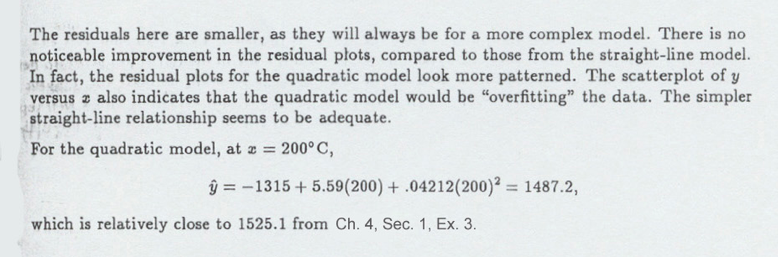 The residuals here are smaller, as they will always be for a more complex model. There is no
noticeable improvement in the residual plots, compared to those from the straight-line model.
In fact, the residual plots for the quadratic model look more patterned. The scatterplot of y
versus x also indicates that the quadratic model would be “overfitting” the data. The simpler
straight-line relationship seems to be adequate.
For the quadratic model, at x = 200°C,
ŷ = −1315 + 5.59(200) + .04212(200)² = 1487.2,
which is relatively close to 1525.1 from Ch. 4, Sec. 1, Ex. 3.